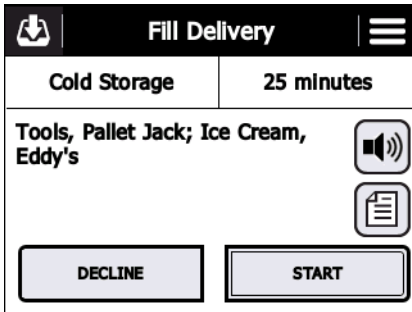 Fill Delivery
Cold Storage
25 minutes
Tools, Pallet Jack; Ice Cream,
Eddy's
DECLINE
START